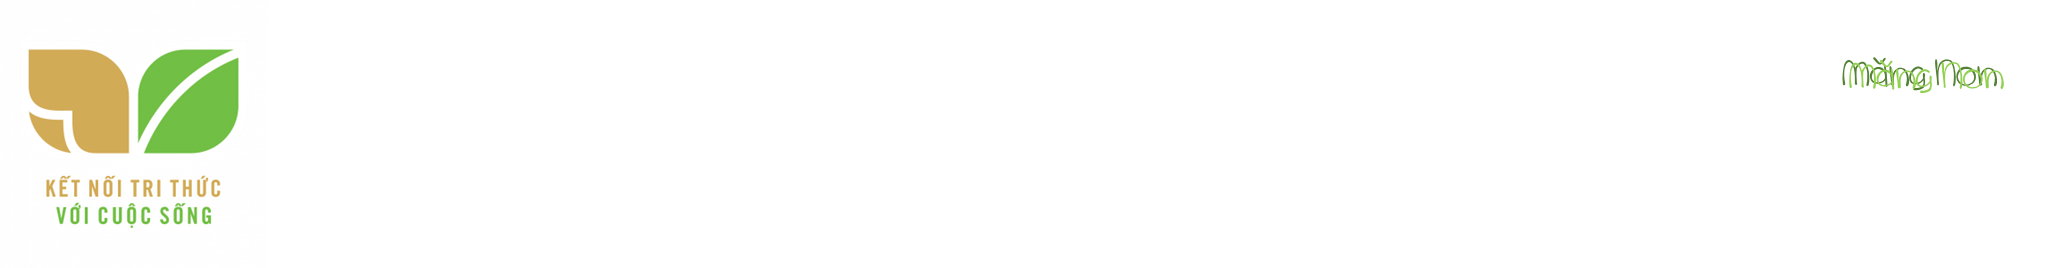 KẾT NỐI TRI THỨC
VỚI CUỘC SỐNG
măng non